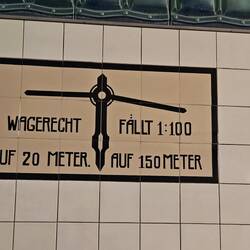 WAGERECHT FÄLLT 1:100
UF 20 METER. AUF 150 METER